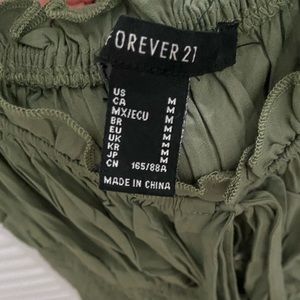 FOREVER 21
US M
CA M
MX/ECU M
BR M
EU M
UK M
KR M
JP M
CN 165/88A
MADE IN CHINA